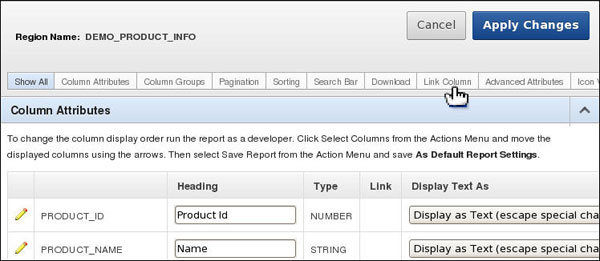 Cancel Apply Changes
Region Name: DEMO_PRODUCT_INFO
Show All Column Attributes Column Groups Pagination Sorting Search Bar Download Link Column Advanced Attributes Icon
Column Attributes
To change the column display order run the report as a developer. Click Select Columns from the Actions Menu and move the
displayed columns using the arrows. Then select Save Report from the Action Menu and save As Default Report Settings.
Heading Type Link Display Text As
PRODUCT_ID Product Id NUMBER Display as Text (escape special cha
PRODUCT_NAME Name STRING Display as Text (escape special cha